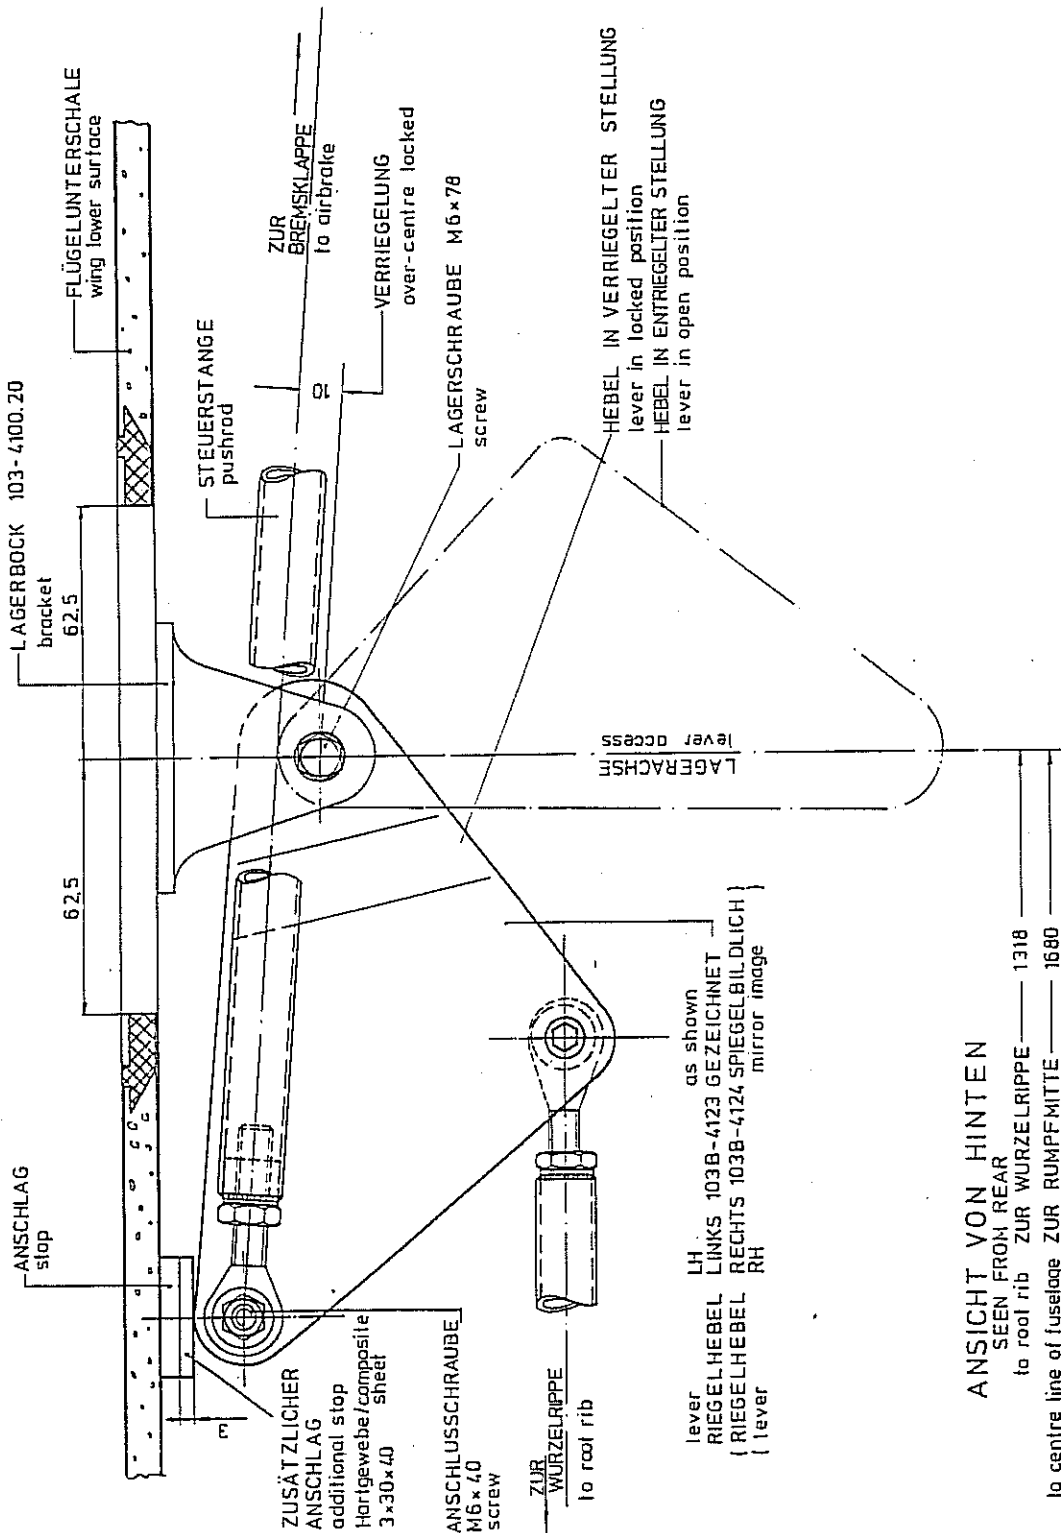 LAGERBOCK 103-4100.20
bracket
62.5
62.5
ANSCHLAG
stop
FLÜGELUNTERSCHALE
wing lower surface
ZUR
BREMSKLAPPE
to airbrake
STEUERSTANGE
pushrod
10
VERRIEGELUNG
over-centre locked
LAGERSCHRAUBE M6×78
screw
HEBEL IN VERRIEGELTER STELLUNG
lever in locked position
HEBEL IN ENTRIEGELTER STELLUNG
lever in open position
LAGERACHSE
lever access
3
ZUSÄTZLICHER
ANSCHLAG
additional stop
Hartgewebe/composite
sheet
3×30×40
ANSCHLUSSCHRAUBE
M6×40
screw
ZUR
WURZELRIPPE
to root rib
lever LH as shown
RIEGELHEBEL LINKS 103B-4123 GEZEICHNET
( RIEGELHEBEL RECHTS 103B-4124 SPIEGELBILDLICH )
( lever RH mirror image )
ANSICHT VON HINTEN
SEEN FROM REAR
to root rib ZUR WURZELRIPPE 1318
to centre line of fuselage ZUR RUMPFMITTE 1680